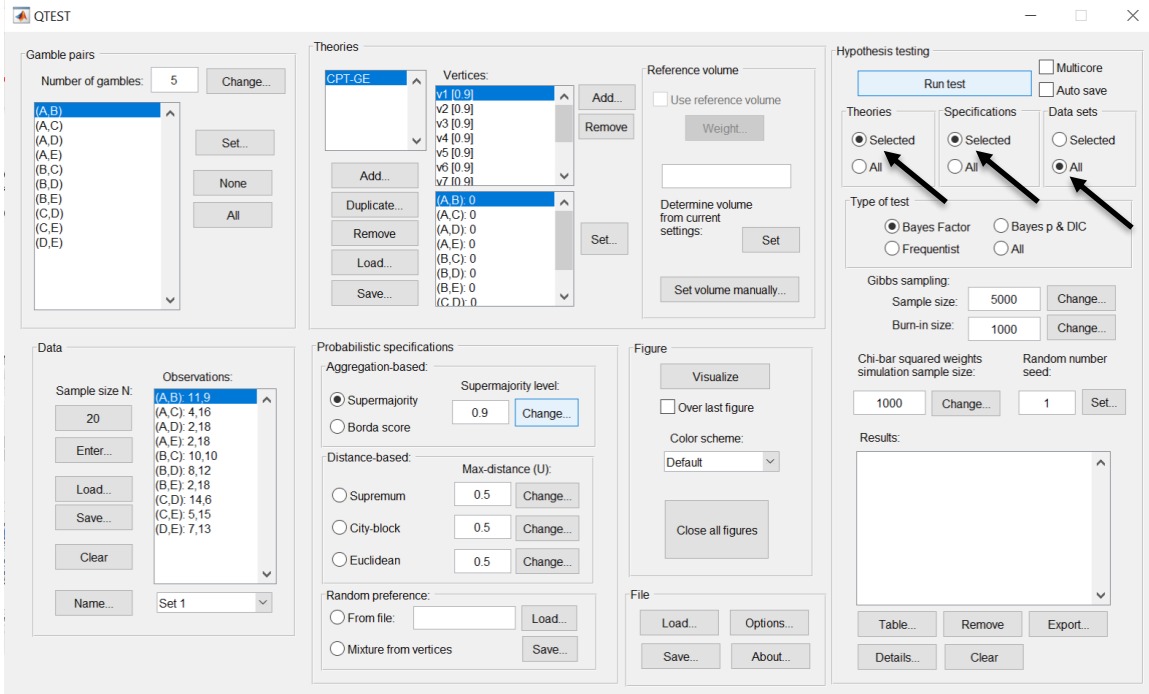 QTEST
Gamble pairs
Number of gambles: 5 Change...
(A,B)
(A,C)
(A,D)
(A,E)
(B,C)
(B,D)
(B,E)
(C,D)
(C,E)
(D,E)
Set...
None
All
Theories
CPT-GE
Add...
Duplicate...
Remove
Load...
Save...
Vertices:
v1 [0.9]
v2 [0.9]
v3 [0.9]
v4 [0.9]
v5 [0.9]
v6 [0.9]
v7 [0.9]
Add...
Remove
(A,B): 0
(A,C): 0
(A,D): 0
(A,E): 0
(B,C): 0
(B,D): 0
(B,E): 0
(C,D): 0
Set...
Reference volume
Use reference volume
Weight...
Determine volume
from current
settings:
Set
Set volume manually...
Hypothesis testing
Run test
Multicore
Auto save
Theories
Selected
All
Specifications
Selected
All
Data sets
Selected
All
Type of test
Bayes Factor Bayes p & DIC
Frequentist All
Gibbs sampling:
Sample size: 5000 Change...
Burn-in size: 1000 Change...
Chi-bar squared weights
simulation sample size:
1000 Change...
Random number
seed:
1 Set...
Results:
Table... Remove Export...
Details... Clear
Data
Sample size N:
20
Enter...
Load...
Save...
Clear
Name... Set 1
Observations:
(A,B): 11,9
(A,C): 4,16
(A,D): 2,18
(A,E): 2,18
(B,C): 10,10
(B,D): 8,12
(B,E): 2,18
(C,D): 14,6
(C,E): 5,15
(D,E): 7,13
Probabilistic specifications
Aggregation-based:
Supermajority level:
Supermajority 0.9 Change...
Borda score
Distance-based:
Max-distance (U):
Supremum 0.5 Change...
City-block 0.5 Change...
Euclidean 0.5 Change...
Random preference:
From file: Load...
Mixture from vertices Save...
Figure
Visualize
Over last figure
Color scheme:
Default
Close all figures
File
Load... Options...
Save... About...